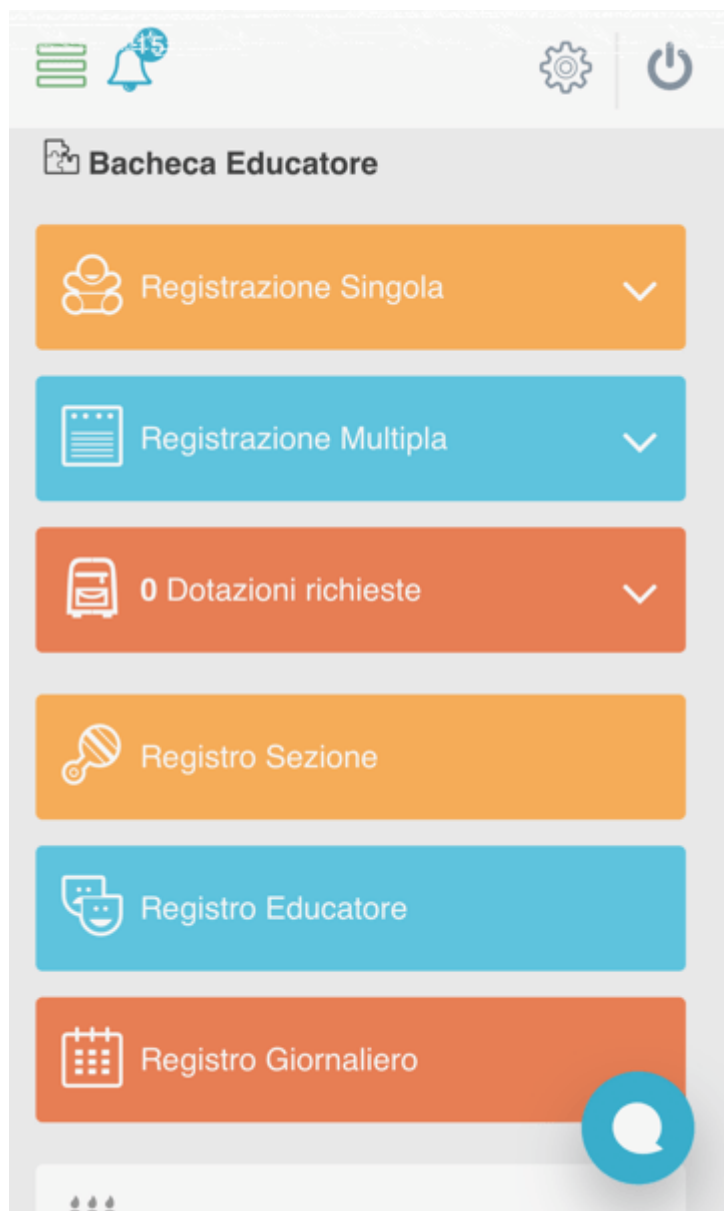 15
Bacheca Educatore
Registrazione Singola
Registrazione Multipla
0 Dotazioni richieste
Registro Sezione
Registro Educatore
Registro Giornaliero